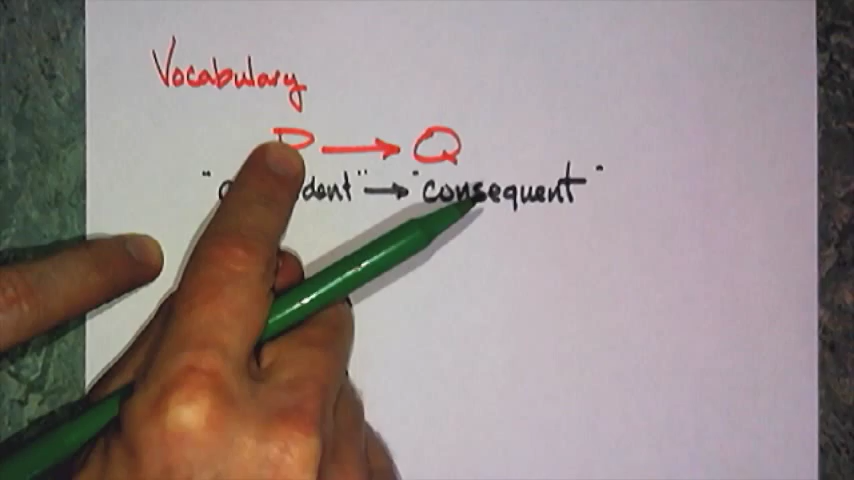 Vocabulary
P → Q
" → "consequent"